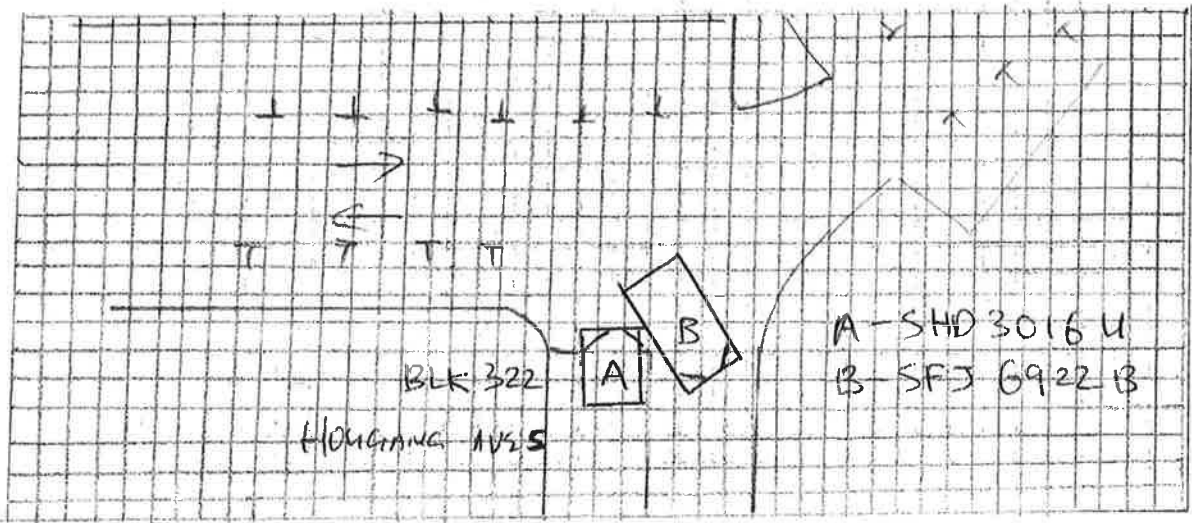 B
A - SHD 3016 U
BLK 322
A
B - SFJ 6922 B
HOUGANG AVE 5